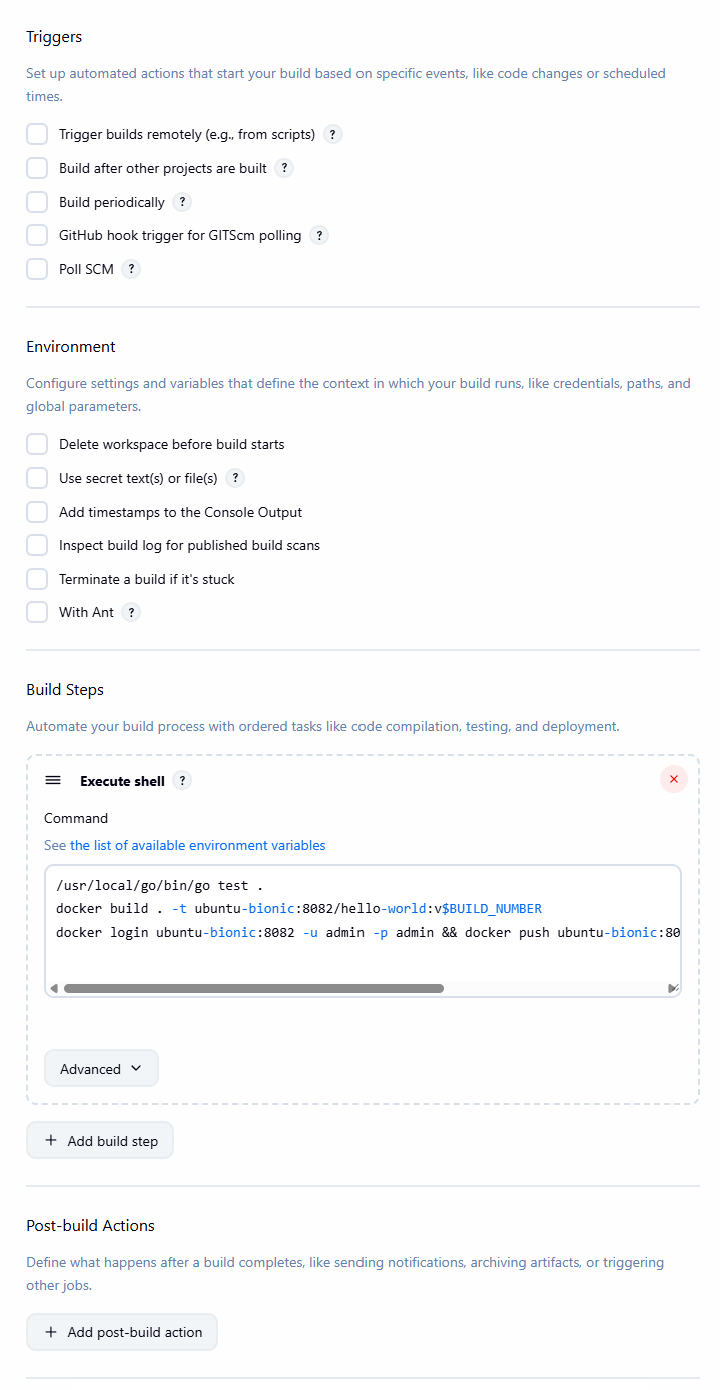 Triggers
Set up automated actions that start your build based on specific events, like code changes or scheduled
times.
Trigger builds remotely (e.g., from scripts) ?
Build after other projects are built ?
Build periodically ?
GitHub hook trigger for GITScm polling ?
Poll SCM ?
Environment
Configure settings and variables that define the context in which your build runs, like credentials, paths, and
global parameters.
Delete workspace before build starts
Use secret text(s) or file(s) ?
Add timestamps to the Console Output
Inspect build log for published build scans
Terminate a build if it's stuck
With Ant ?
Build Steps
Automate your build process with ordered tasks like code compilation, testing, and deployment.
Execute shell ?
Command
See the list of available environment variables
/usr/local/go/bin/go test .
docker build . -t ubuntu-bionic:8082/hello-world:v$BUILD_NUMBER
docker login ubuntu-bionic:8082 -u admin -p admin && docker push ubuntu-bionic:80
Advanced
+ Add build step
Post-build Actions
Define what happens after a build completes, like sending notifications, archiving artifacts, or triggering
other jobs.
+ Add post-build action